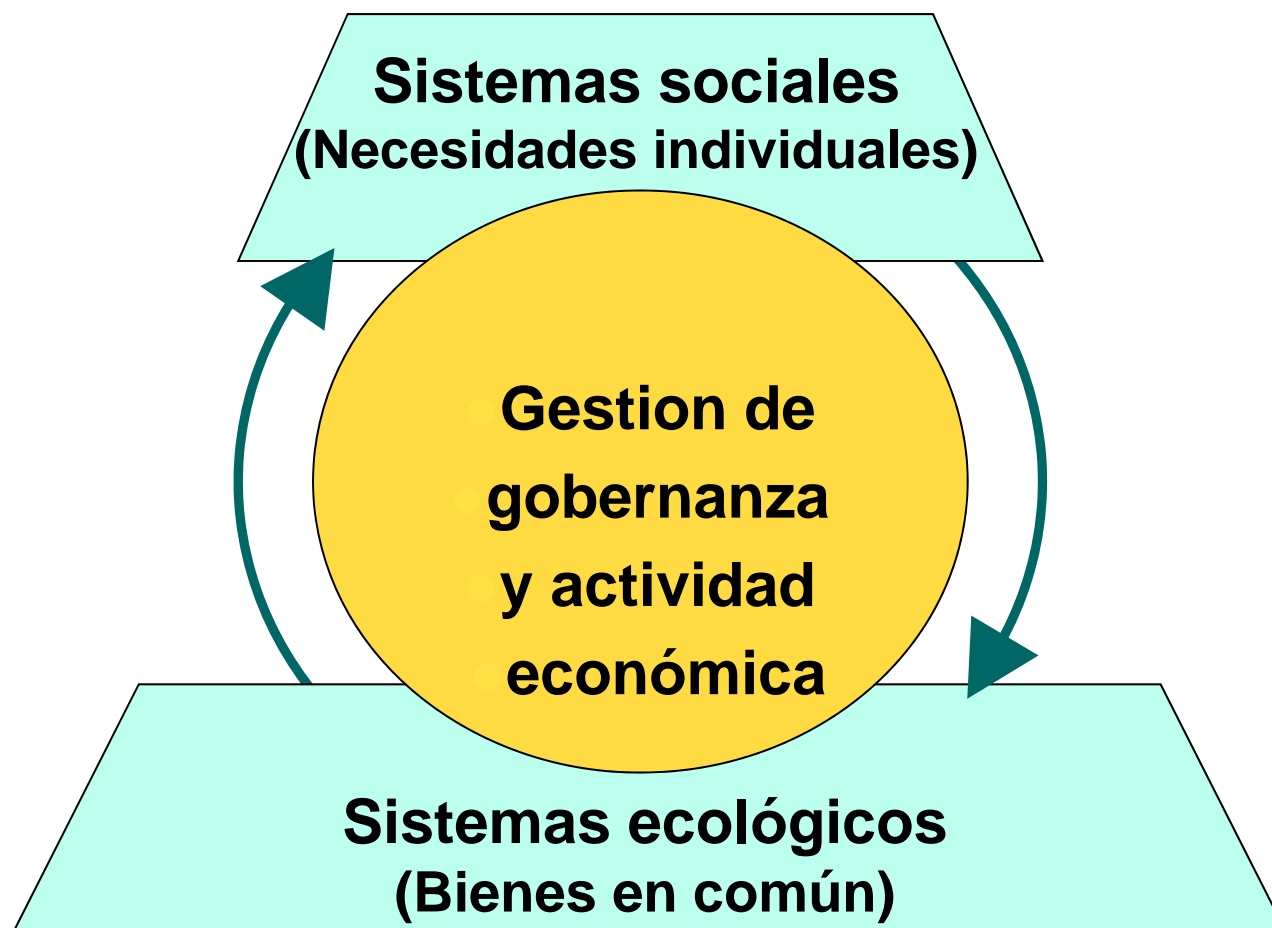 Sistemas sociales
(Necesidades individuales)
Gestion de
gobernanza
y actividad
económica
Sistemas ecológicos
(Bienes en común)